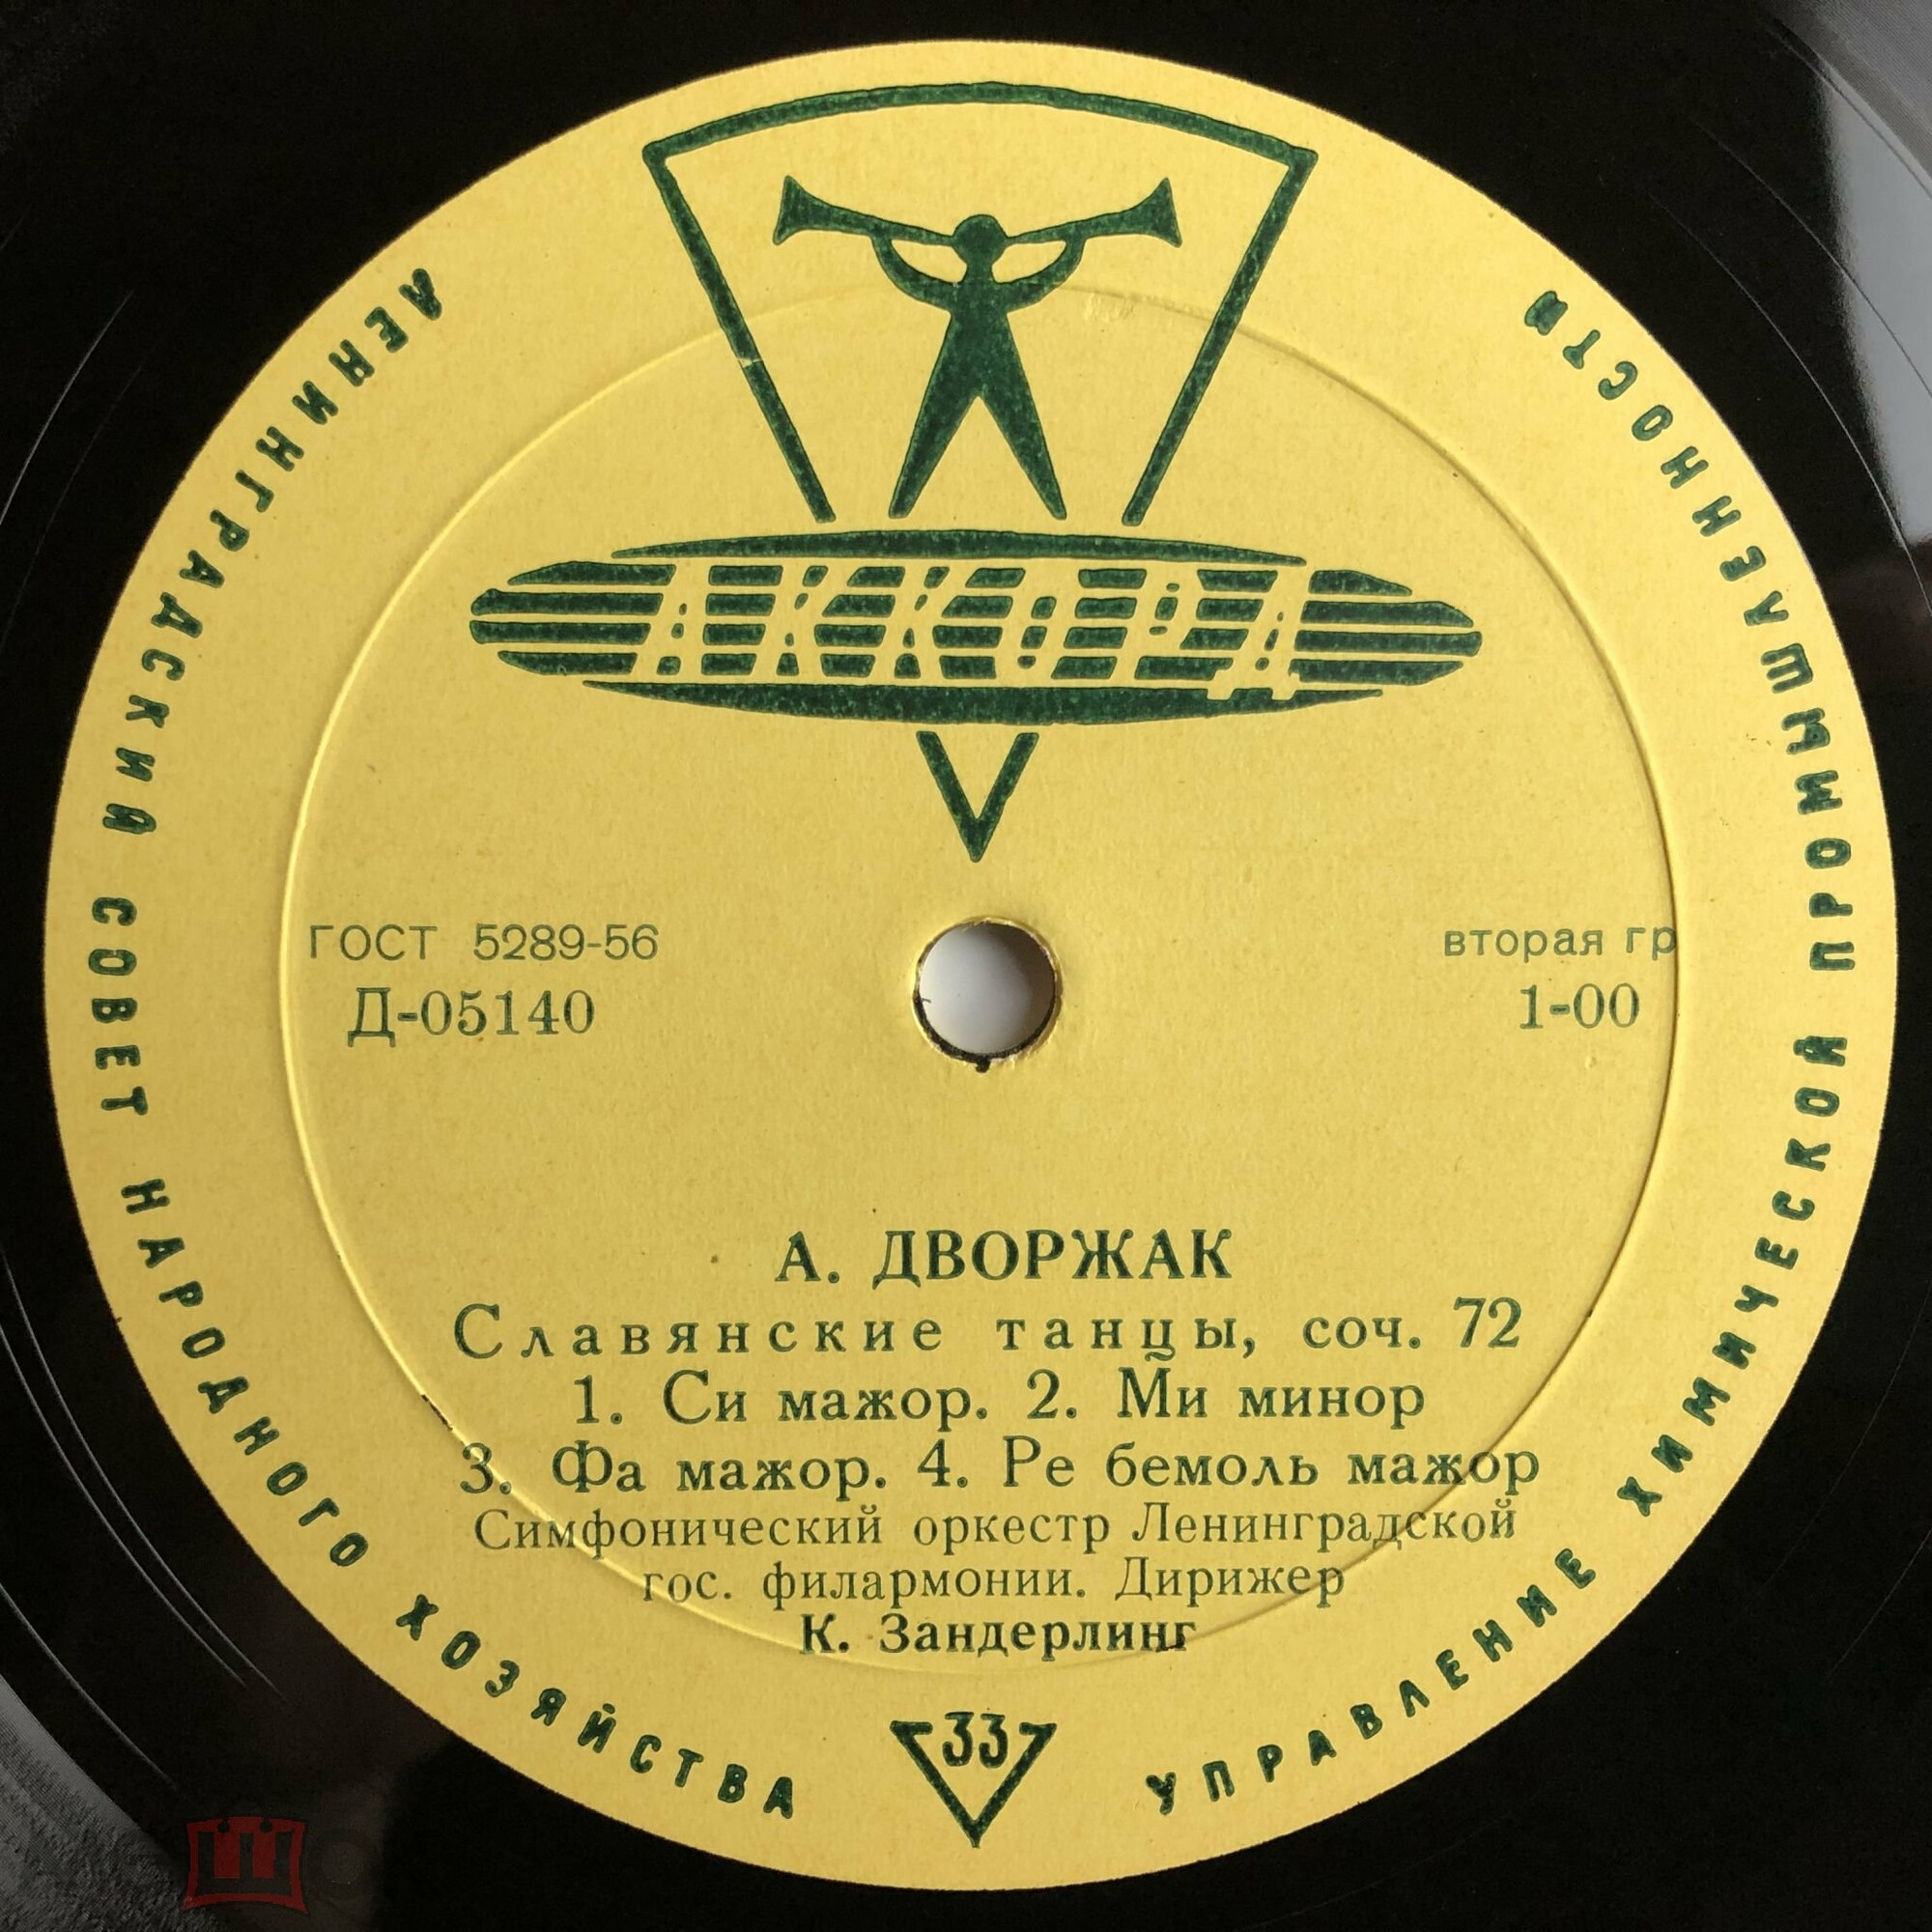 АККОРД
ЛЕНИНГРАДСКИЙ СОВЕТ НАРОДНОГО ХОЗЯЙСТВА
УПРАВЛЕНИЕ ХИМИЧЕСКОЙ ПРОМЫШЛЕННОСТИ
ГОСТ 5289-56
Д-05140
вторая гр
1-00
А. ДВОРЖАК
Славянские танцы, соч. 72
1. Си мажор. 2. Ми минор
3. Фа мажор. 4. Ре бемоль мажор
Симфонический оркестр Ленинградской
гос. филармонии. Дирижер
К. Зандерлинг
33